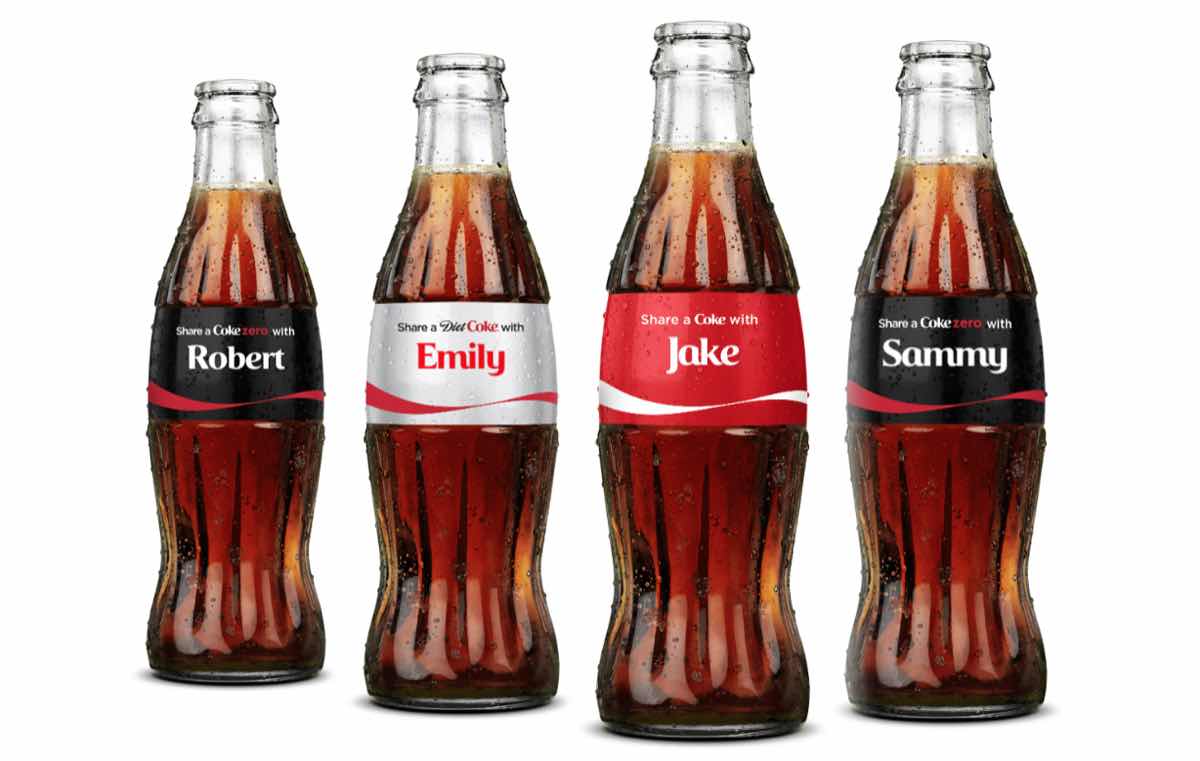 Share a Coke zero with
Robert
Share a Diet Coke with
Emily
Share a Coke with
Jake
Share a Coke zero with
Sammy